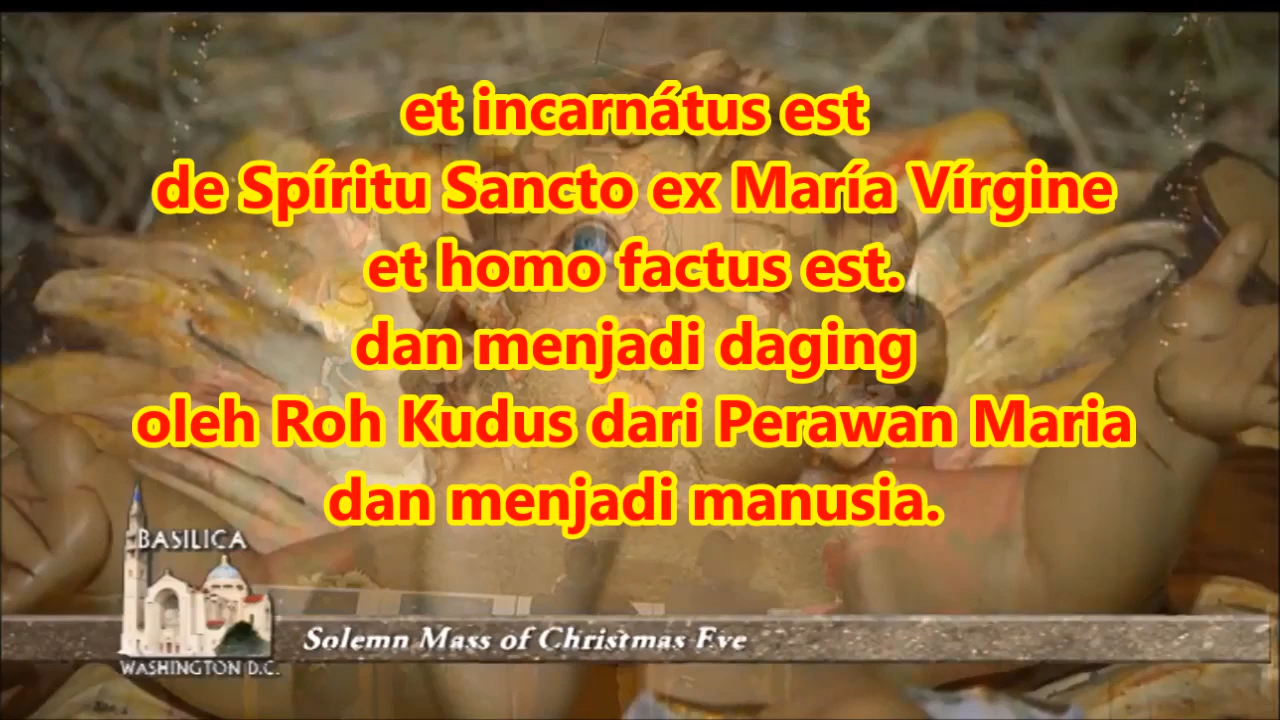 et incarnátus est
de Spíritu Sancto ex María Vírgine
et homo factus est.
dan menjadi daging
oleh Roh Kudus dari Perawan Maria
dan menjadi manusia.
BASILICA
Solemn Mass of Christmas Eve
WASHINGTON D.C.